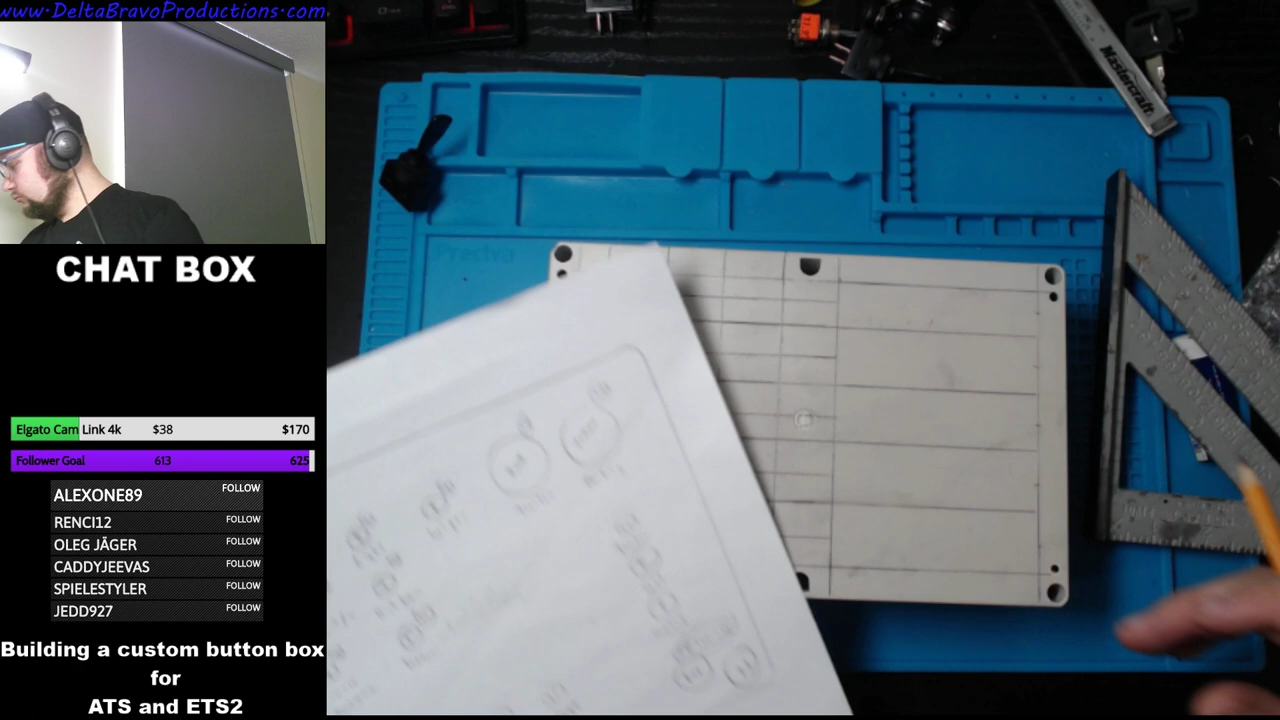 www.DeltaBravoProductions.com
CHAT BOX
Elgato Cam Link 4k $38 $170
Follower Goal 613 625
ALEXONE89 FOLLOW
RENCI12 FOLLOW
OLEG JÄGER FOLLOW
CADDYJEEVAS FOLLOW
SPIELESTYLER FOLLOW
JEDD927 FOLLOW
Building a custom button box
for
ATS and ETS2
Mastercraft
Preciva